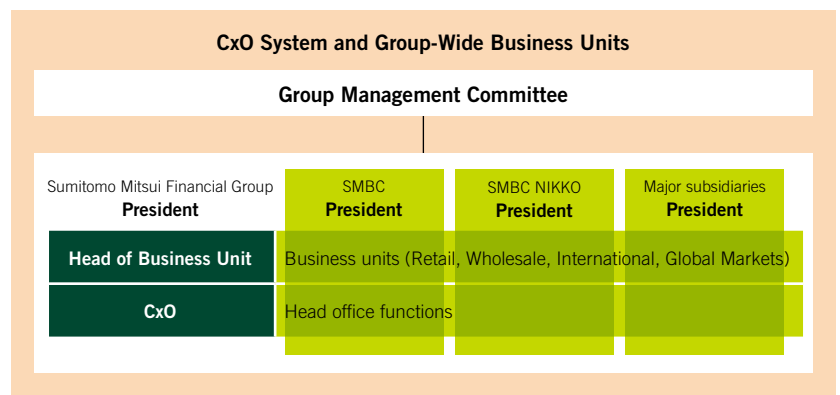 CxO System and Group-Wide Business Units
Group Management Committee
Sumitomo Mitsui Financial Group
President
SMBC
President
SMBC NIKKO
President
Major subsidiaries
President
Head of Business Unit
Business units (Retail, Wholesale, International, Global Markets)
CxO
Head office functions